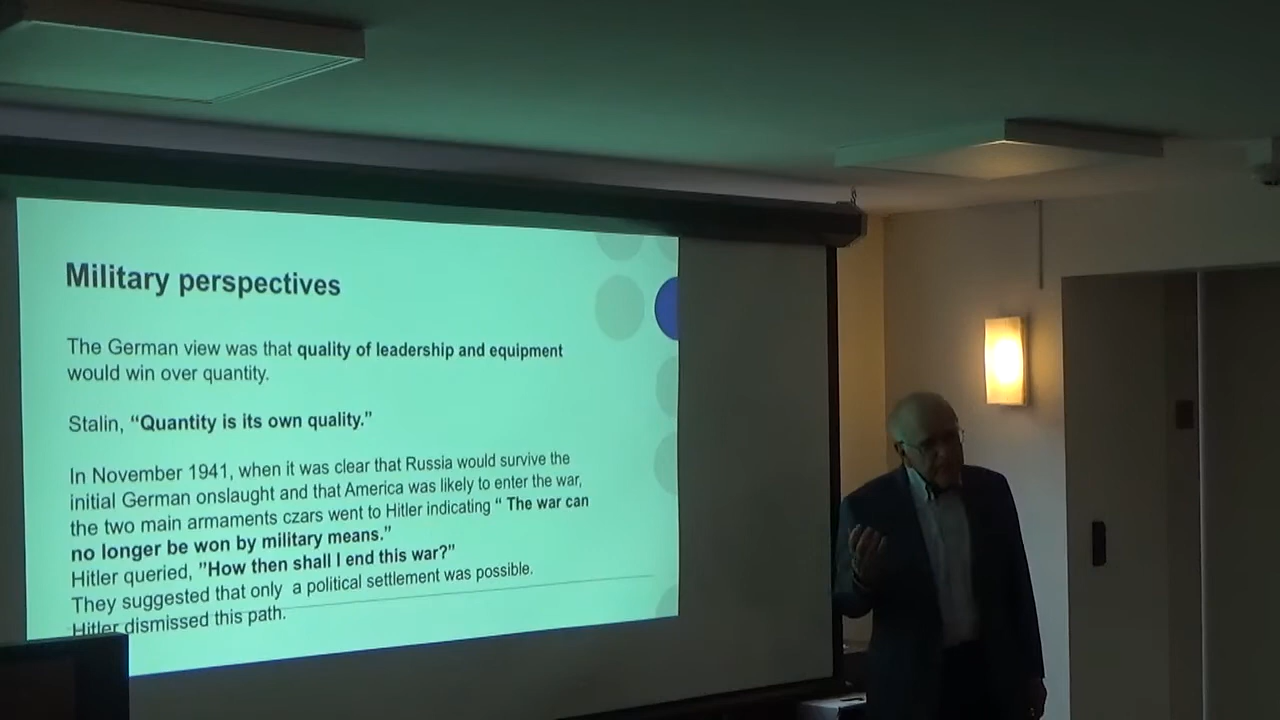 Military perspectives
The German view was that quality of leadership and equipment
would win over quantity.
Stalin, “Quantity is its own quality.”
In November 1941, when it was clear that Russia would survive the
initial German onslaught and that America was likely to enter the war,
the two main armaments czars went to Hitler indicating “ The war can
no longer be won by military means.”
Hitler queried, ”How then shall I end this war?”
They suggested that only  a political settlement was possible.
Hitler dismissed this path.